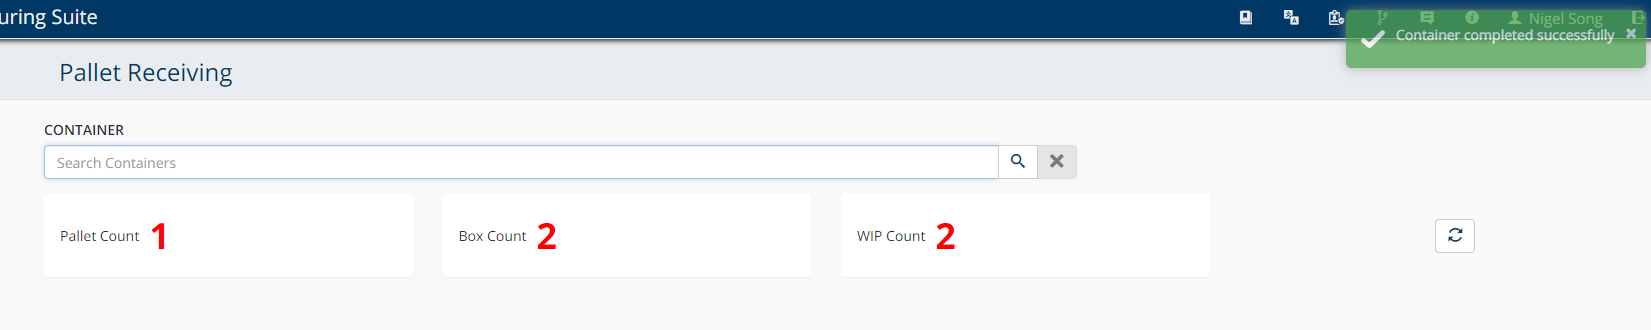 uring Suite
Nigel Song
Container completed successfully
Pallet Receiving
CONTAINER
Search Containers
Pallet Count 1
Box Count 2
WIP Count 2